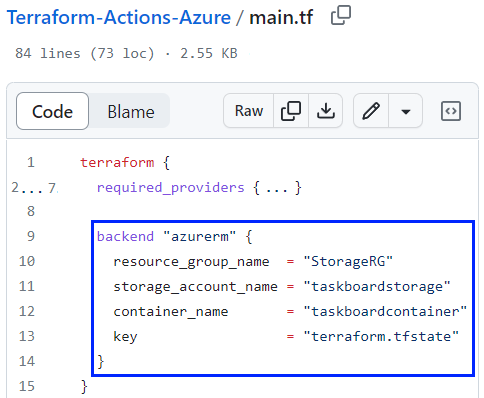 Terraform-Actions-Azure / main.tf
84 lines (73 loc) · 2.55 KB
Code Blame Raw
1 terraform {
2... 7 required_providers { ... }
8
9 backend "azurerm" {
10 resource_group_name = "StorageRG"
11 storage_account_name = "taskboardstorage"
12 container_name = "taskboardcontainer"
13 key = "terraform.tfstate"
14 }
15 }